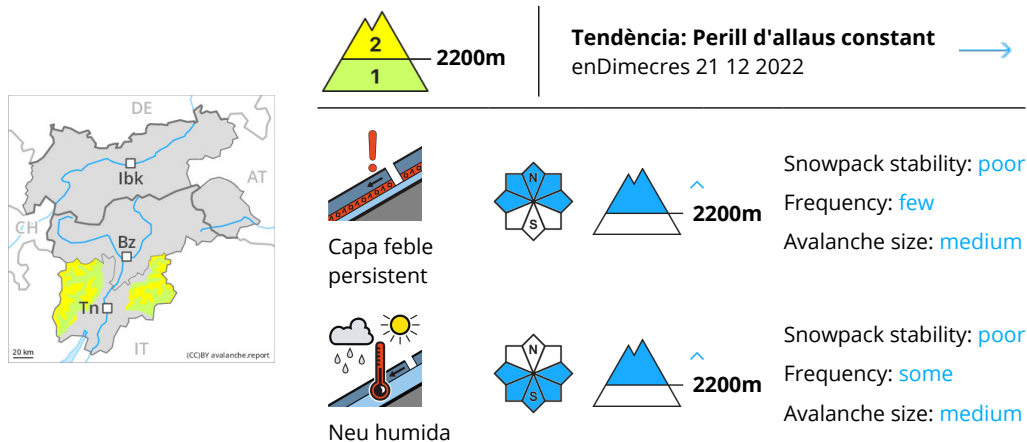 2
1
2200m
Tendència: Perill d'allaus constant
enDimecres 21 12 2022
DE
Ibk
AT
CH
Bz
Tn
IT
20 km
(CC)BY avalanche.report
Capa feble
persistent
N
S
2200m
Snowpack stability: poor
Frequency: few
Avalanche size: medium
Neu humida
N
S
2200m
Snowpack stability: poor
Frequency: some
Avalanche size: medium